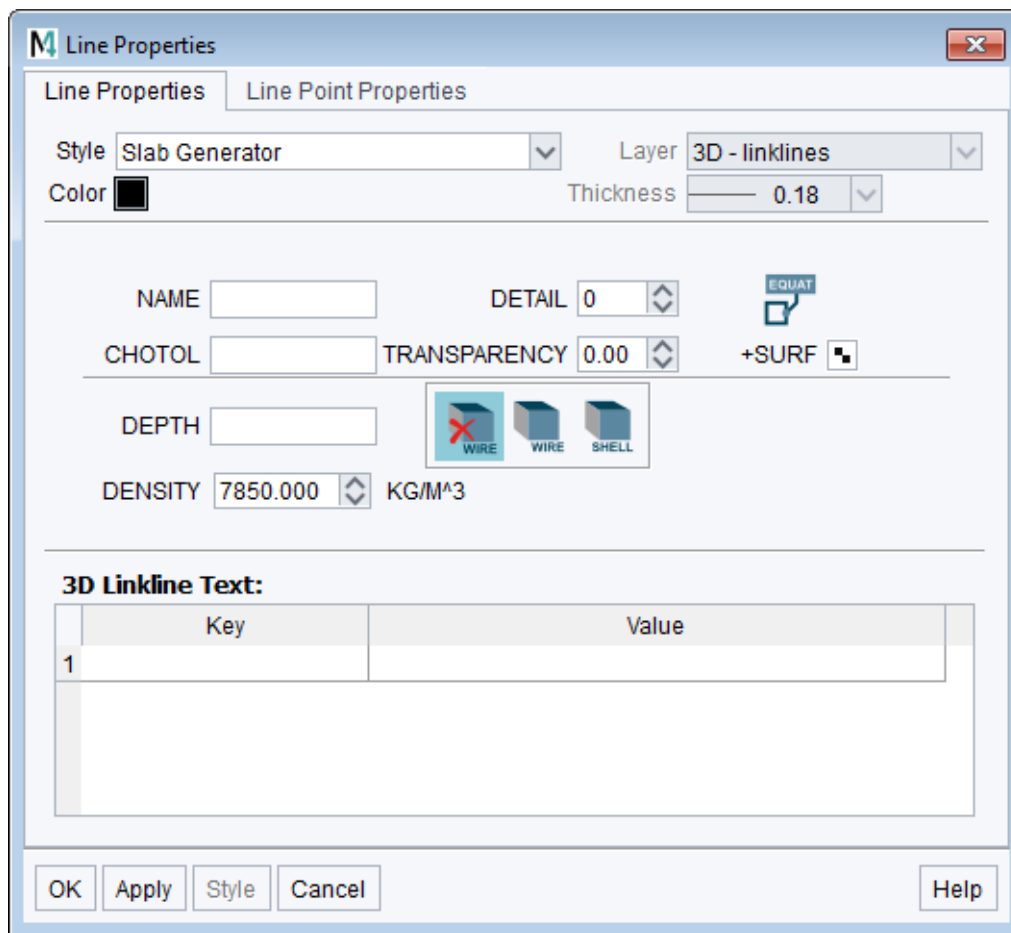 Line Properties
Line Properties Line Point Properties
Style Slab Generator Layer 3D - linklines
Color Thickness 0.18
NAME DETAIL 0 EQUAT
CHOTOL TRANSPARENCY 0.00 +SURF
DEPTH WIRE WIRE SHELL
DENSITY 7850.000 KG/M^3
3D Linkline Text:
Key Value
1
OK Apply Style Cancel Help